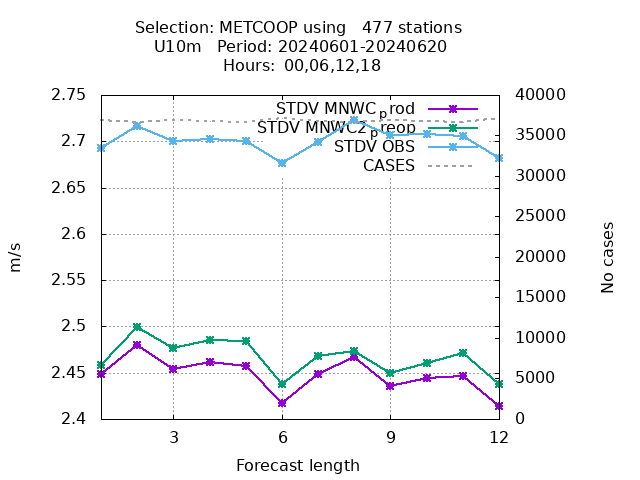 Selection: METCOOP using   477 stations
U10m   Period: 20240601-20240620
Hours:  00,06,12,18
2.75
2.7
2.65
2.6
2.55
2.5
2.45
2.4
40000
35000
30000
25000
20000
15000
10000
5000
0
STDV MNWC_prod
STDV MNWC2_preop
STDV OBS
CASES
m/s
No cases
3
6
9
12
Forecast length